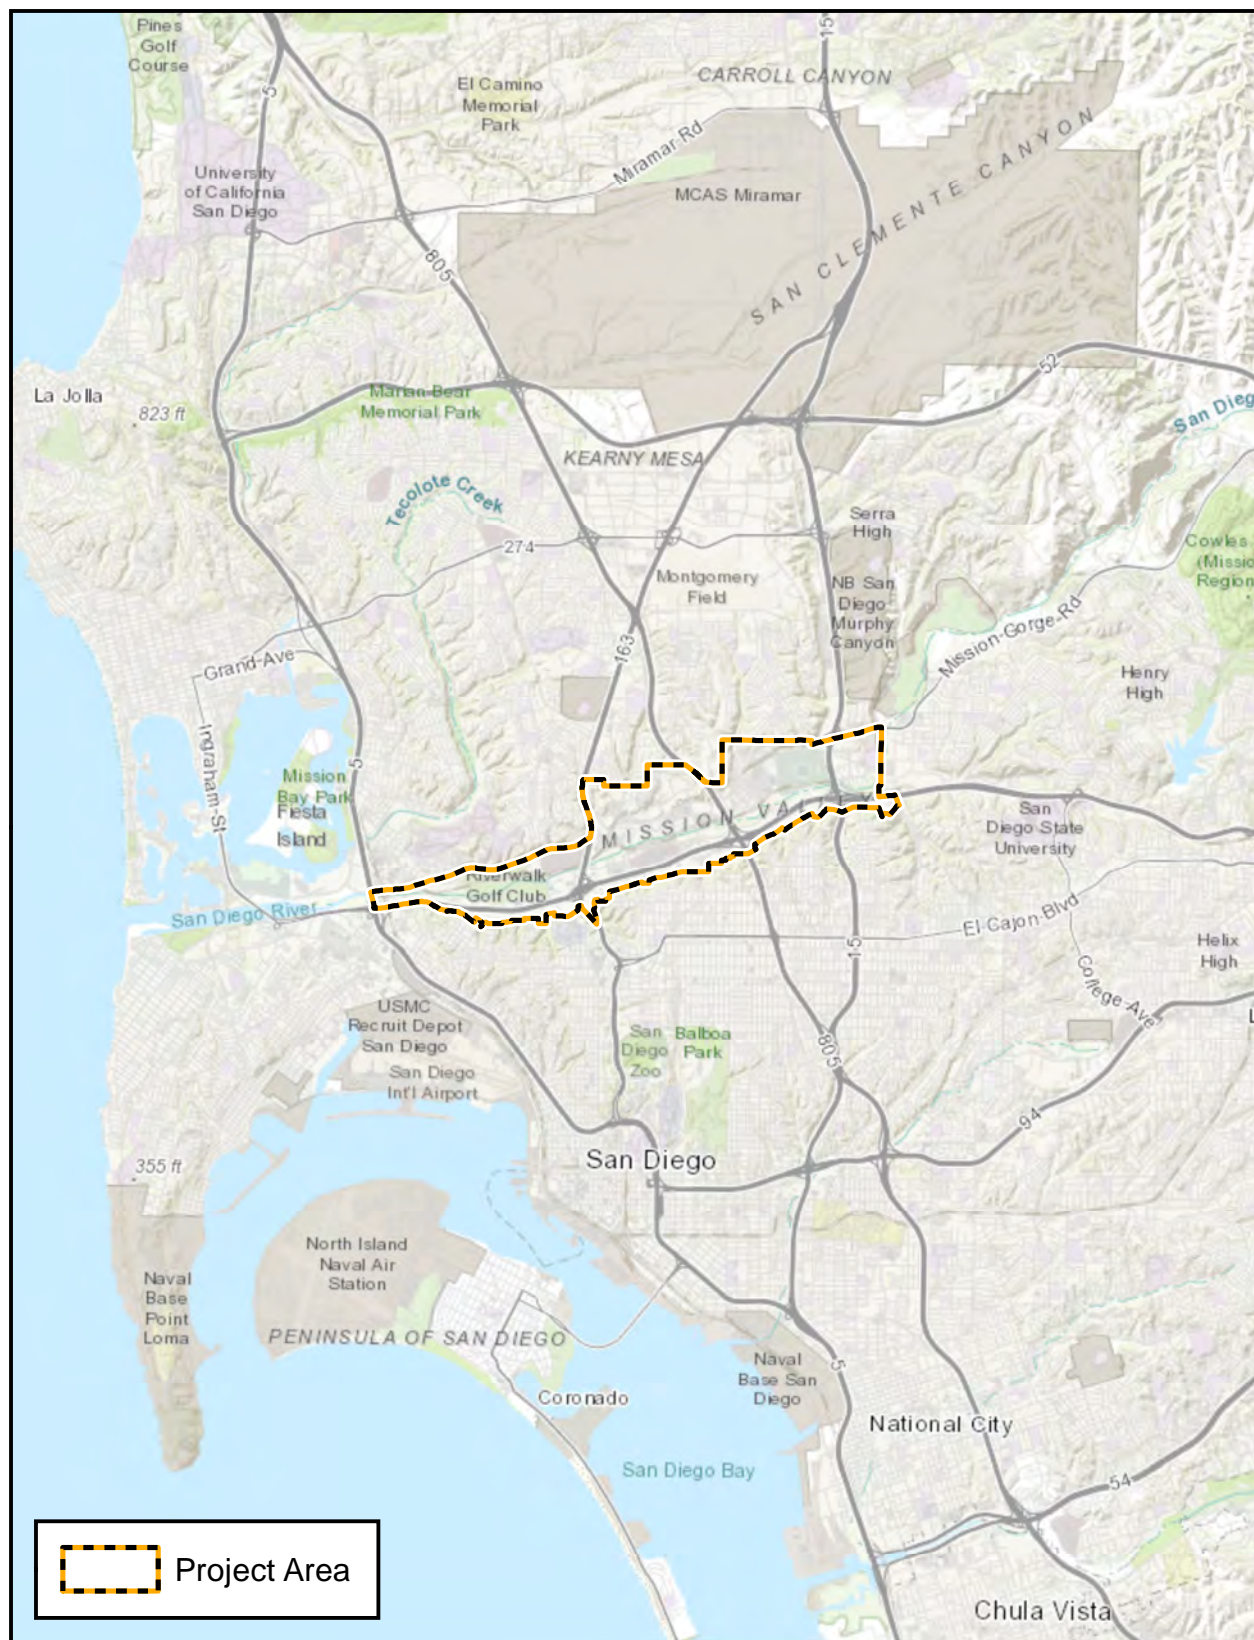 Pines
Golf
Course
15
CARROLL CANYON
El Camino
Memorial
Park
5
Miramar Rd
University
of California
San Diego
MCAS Miramar
SAN CLEMENTE CANYON
805
52
La Jolla
823 ft
Marian Bear
Memorial Park
San Dieg
KEARNY MESA
Tecolote Creek
Serra
High
274
Cowles
(Missio
Region
Montgomery
Field
NB San
Diego
Murphy
Canyon
Mission-Gorge-Rd
163
Grand-Ave
Henry
High
Ingraham-St
5
Mission
Bay Park
Fiesta
Island
MISSION VALLEY
San
Diego State
University
Riverwalk
Golf Club
San Diego River
El-Cajon-Blvd
15
Helix
High
College-Ave
USMC
Recruit Depot
San Diego
San Diego
Int'l Airport
San
Diego
Zoo
Balboa
Park
805
L
94
355 ft
San Diego
North Island
Naval Air
Station
Naval
Base
Point
Loma
PENINSULA OF SAN DIEGO
Naval
Base San
Diego
5
Coronado
National City
San Diego Bay
54
Project Area
Chula Vista